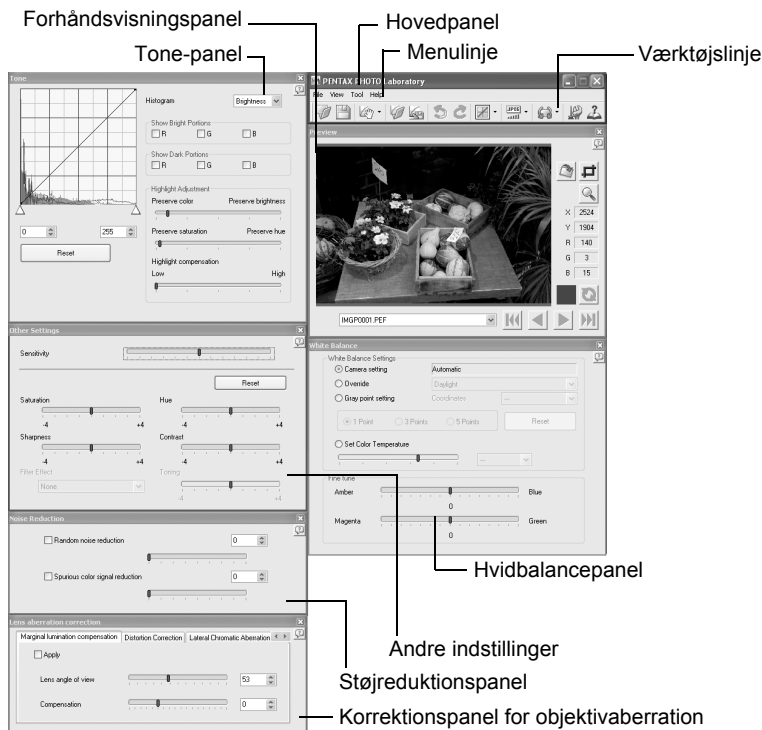 Forhåndsvisningspanel
Hovedpanel
Tone-panel
Menulinje
Værktøjslinje
Tone
Histogram
Brightness
Show Bright Portions
R G B
Show Dark Portions
R G B
Highlight Adjustment
Preserve color Preserve brightness
Preserve saturation Preserve hue
Highlight compensation
Low High
0 255
Reset
PENTAX PHOTO Laboratory
File View Tool Help
JPEG
Preview
X 2524
Y 1904
R 140
G 3
B 15
IMGP0001.PEF
Other Settings
Sensitivity
Reset
Saturation Hue
-4 +4 -4 +4
Sharpness Contrast
-4 +4 -4 +4
Filter Effect Toning
None
-4 +4
White Balance
White Balance Settings
Camera setting Automatic
Override Daylight
Gray point setting Coordinates ---
1 Point 3 Points 5 Points Reset
Set Color Temperature
---
Fine tune
Amber Blue
0
Magenta Green
0
Noise Reduction
Random noise reduction 0
Spurious color signal reduction 0
Lens aberration correction
Marginal lumination compensation Distortion Correction Lateral Chromatic Aberration
Apply
Lens angle of view 53
Compensation 0
Hvidbalancepanel
Andre indstillinger
Støjreduktionspanel
Korrektionspanel for objektivaberration